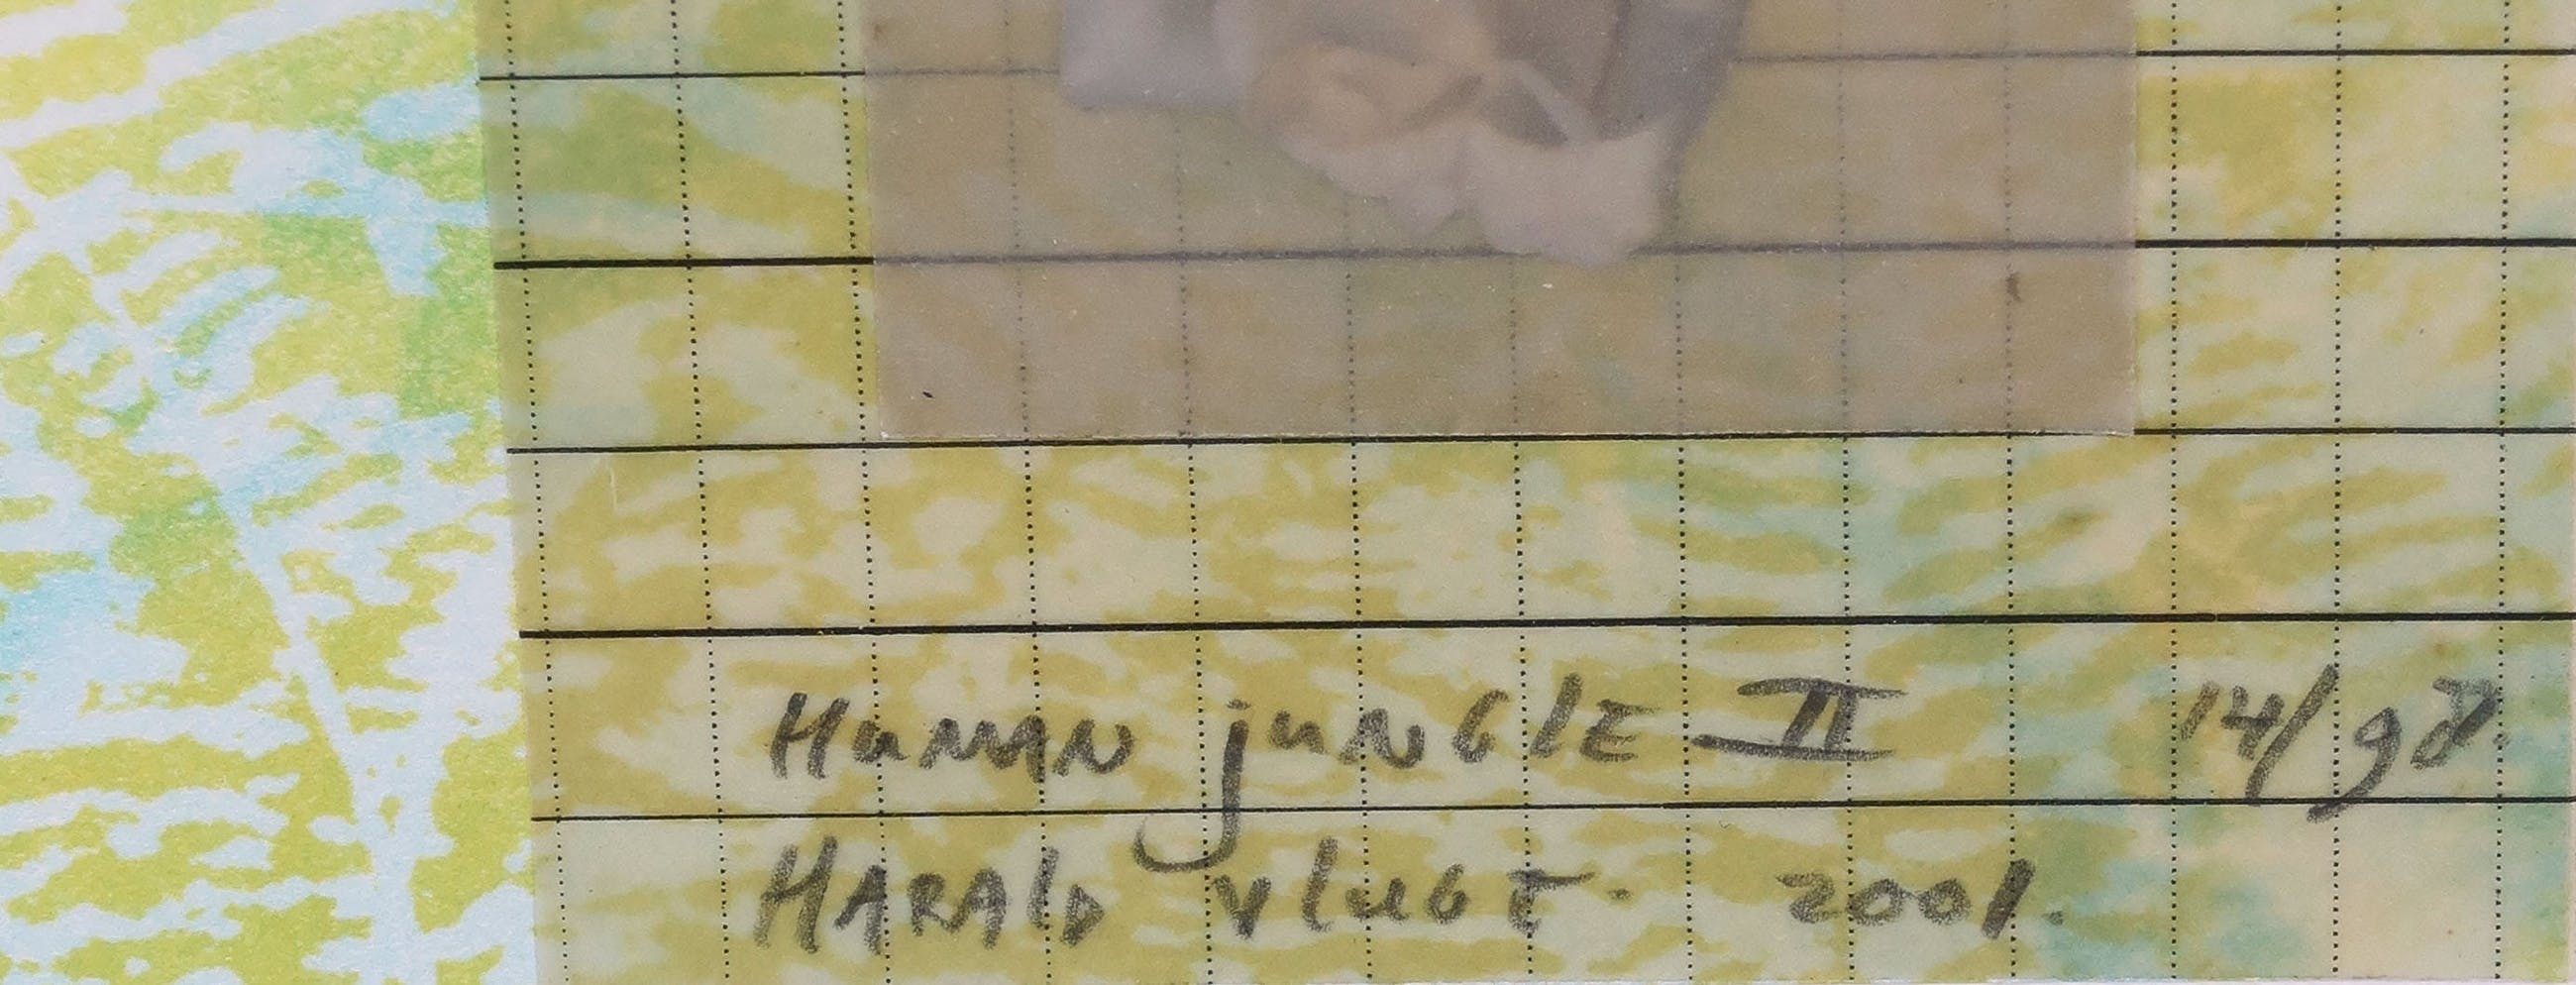 Human jungle II 14/98.
Harald Vlugt. 2001.